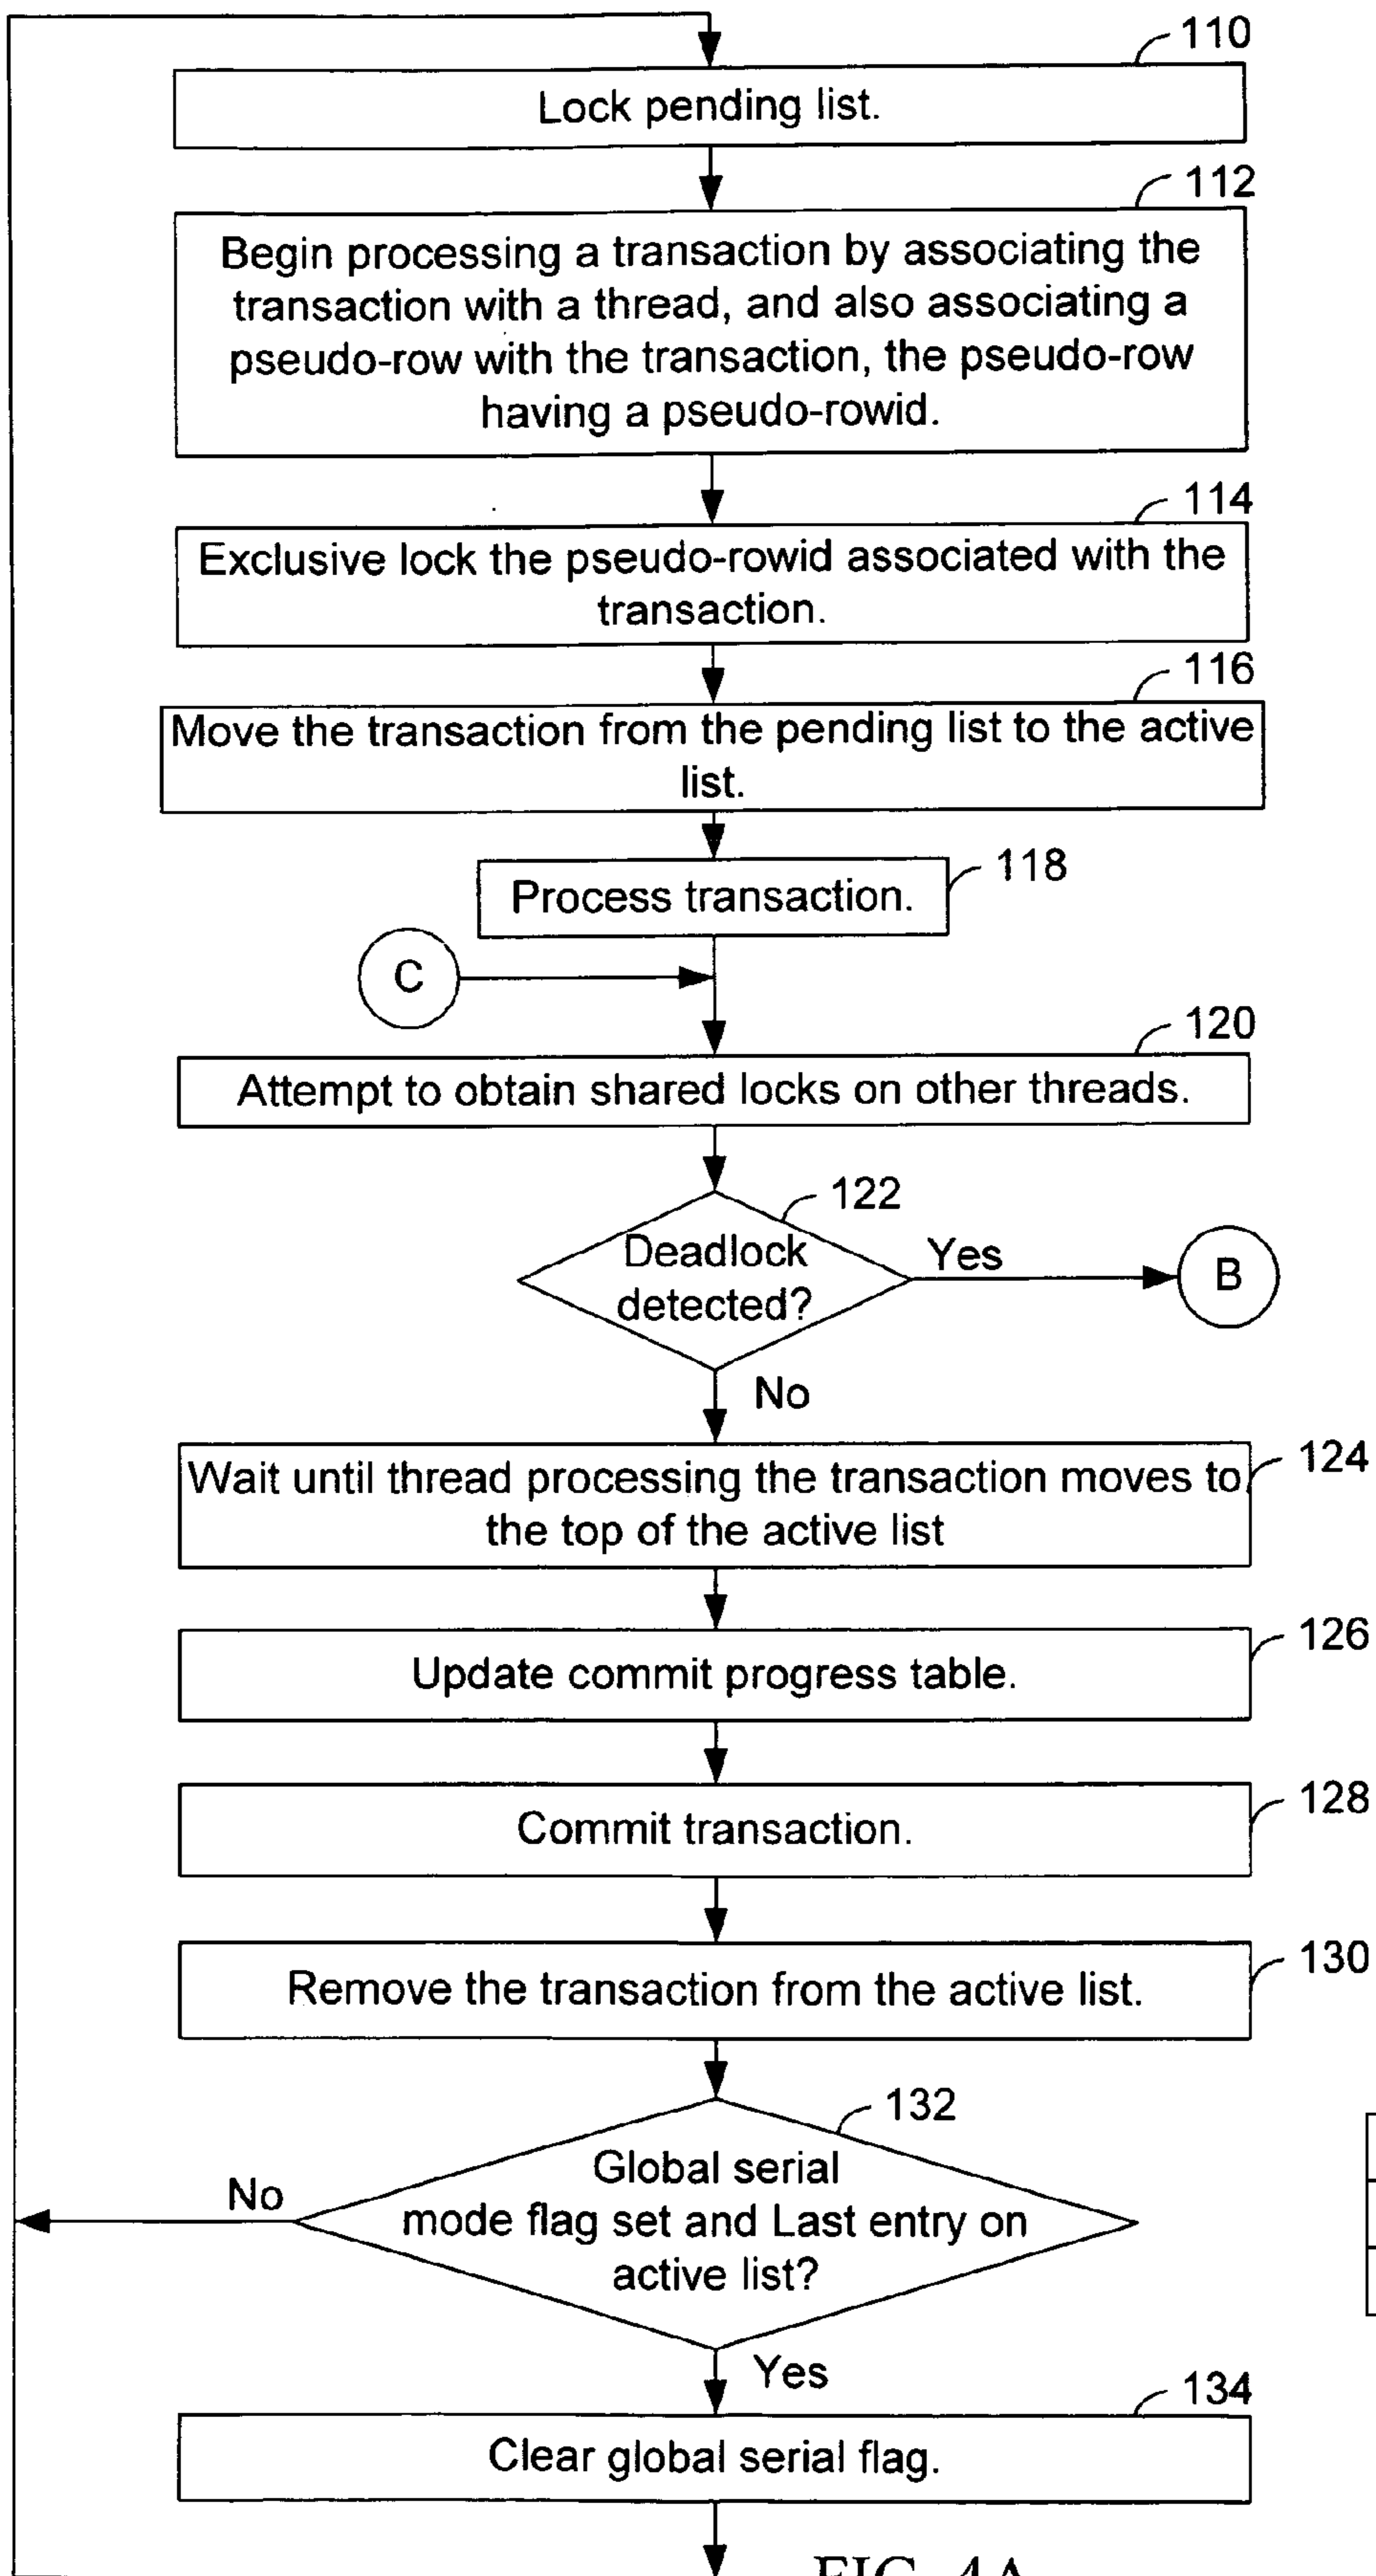 110
Lock pending list.
112
Begin processing a transaction by associating the
transaction with a thread, and also associating a
pseudo-row with the transaction, the pseudo-row
having a pseudo-rowid.
114
Exclusive lock the pseudo-rowid associated with the
transaction.
116
Move the transaction from the pending list to the active
list.
118
Process transaction.
C
120
Attempt to obtain shared locks on other threads.
122
Deadlock
detected?
Yes
B
No
124
Wait until thread processing the transaction moves to
the top of the active list
126
Update commit progress table.
128
Commit transaction.
130
Remove the transaction from the active list.
132
Global serial
mode flag set and Last entry on
active list?
No
Yes
134
Clear global serial flag.
FIG. 4A